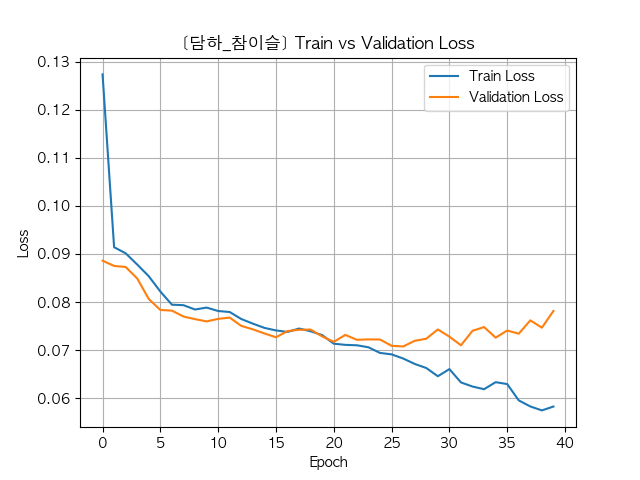 [담하_참이슬] Train vs Validation Loss
Train Loss
Validation Loss
Loss
0.13
0.12
0.11
0.10
0.09
0.08
0.07
0.06
0 5 10 15 20 25 30 35 40
Epoch